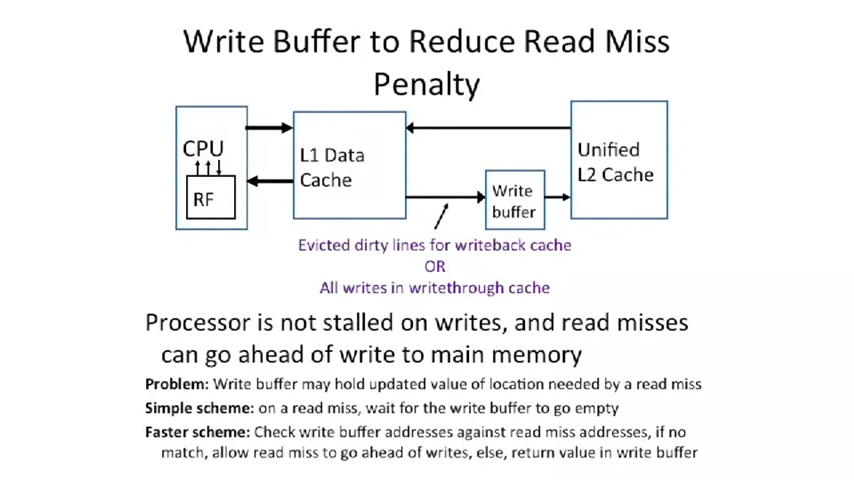 Write Buffer to Reduce Read Miss
Penalty
CPU
RF
L1 Data
Cache
Write
buffer
Unified
L2 Cache
Evicted dirty lines for writeback cache
OR
All writes in writethrough cache
Processor is not stalled on writes, and read misses
can go ahead of write to main memory
Problem: Write buffer may hold updated value of location needed by a read miss
Simple scheme: on a read miss, wait for the write buffer to go empty
Faster scheme: Check write buffer addresses against read miss addresses, if no
match, allow read miss to go ahead of writes, else, return value in write buffer